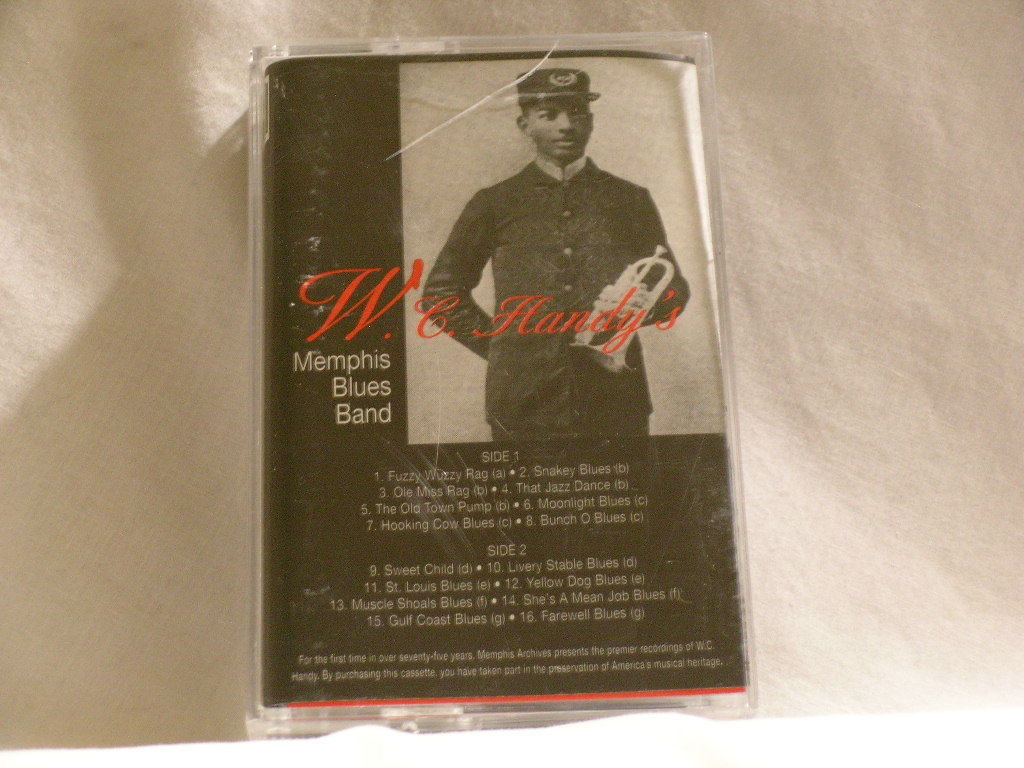 W. C. Handy's
Memphis
Blues
Band
SIDE 1
1. Fuzzy Wuzzy Rag (a) • 2. Snakey Blues (b)
3. Ole Miss Rag (b) • 4. That Jazz Dance (b)
5. The Old Town Pump (b) • 6. Moonlight Blues (c)
7. Hooking Cow Blues (c) • 8. Bunch O Blues (c)
SIDE 2
9. Sweet Child (d) • 10. Livery Stable Blues (d)
11. St. Louis Blues (e) • 12. Yellow Dog Blues (e)
13. Muscle Shoals Blues (f) • 14. She's A Mean Job Blues (f)
15. Gulf Coast Blues (g) • 16. Farewell Blues (g)
For the first time in over seventy-five years, Memphis Archives presents the premier recordings of W.C.
Handy. By purchasing this cassette, you have taken part in the preservation of America's musical heritage.